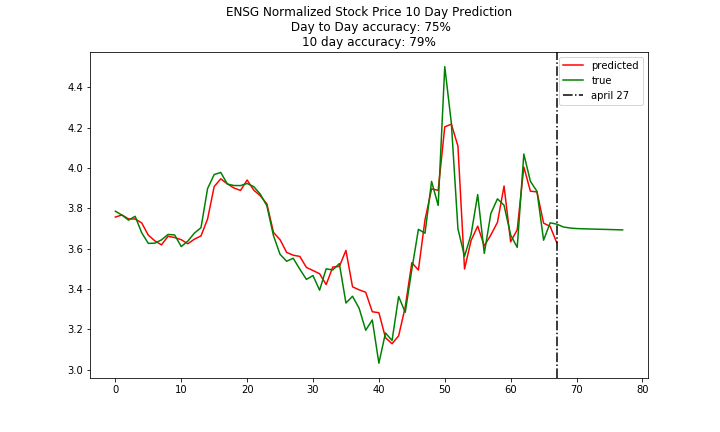 ENSG Normalized Stock Price 10 Day Prediction
Day to Day accuracy: 75%
10 day accuracy: 79%
predicted
true
april 27
4.4
4.2
4.0
3.8
3.6
3.4
3.2
3.0
0 10 20 30 40 50 60 70 80